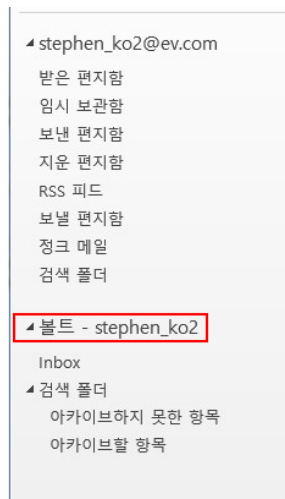 stephen_ko2@ev.com
받은 편지함
임시 보관함
보낸 편지함
지운 편지함
RSS 피드
보낼 편지함
정크 메일
검색 폴더
볼트 - stephen_ko2
Inbox
검색 폴더
아카이브하지 못한 항목
아카이브할 항목